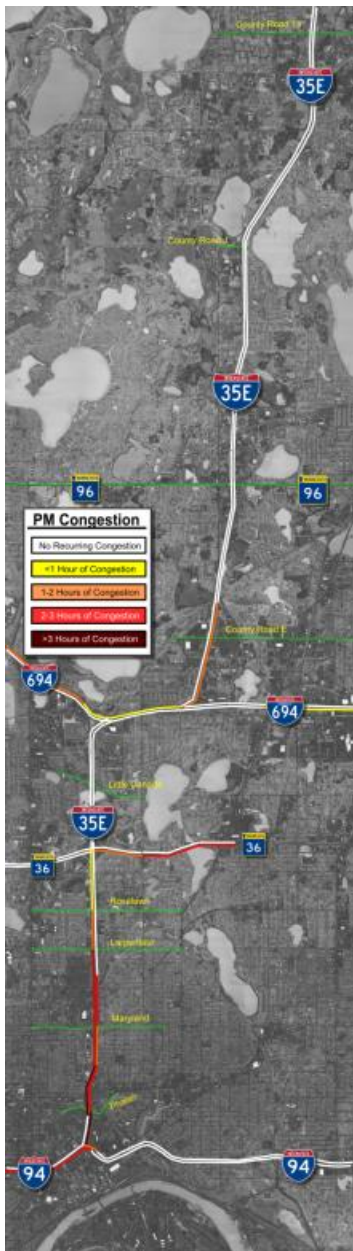 County Road 14
35E
County Road J
35E
96
96
PM Congestion
No Recurring Congestion
<1 Hour of Congestion
1-2 Hours of Congestion
2-3 Hours of Congestion
>3 Hours of Congestion
County Road E
694
694
Little Canada
35E
36
36
Roselawn
Larpenteur
Maryland
94
94